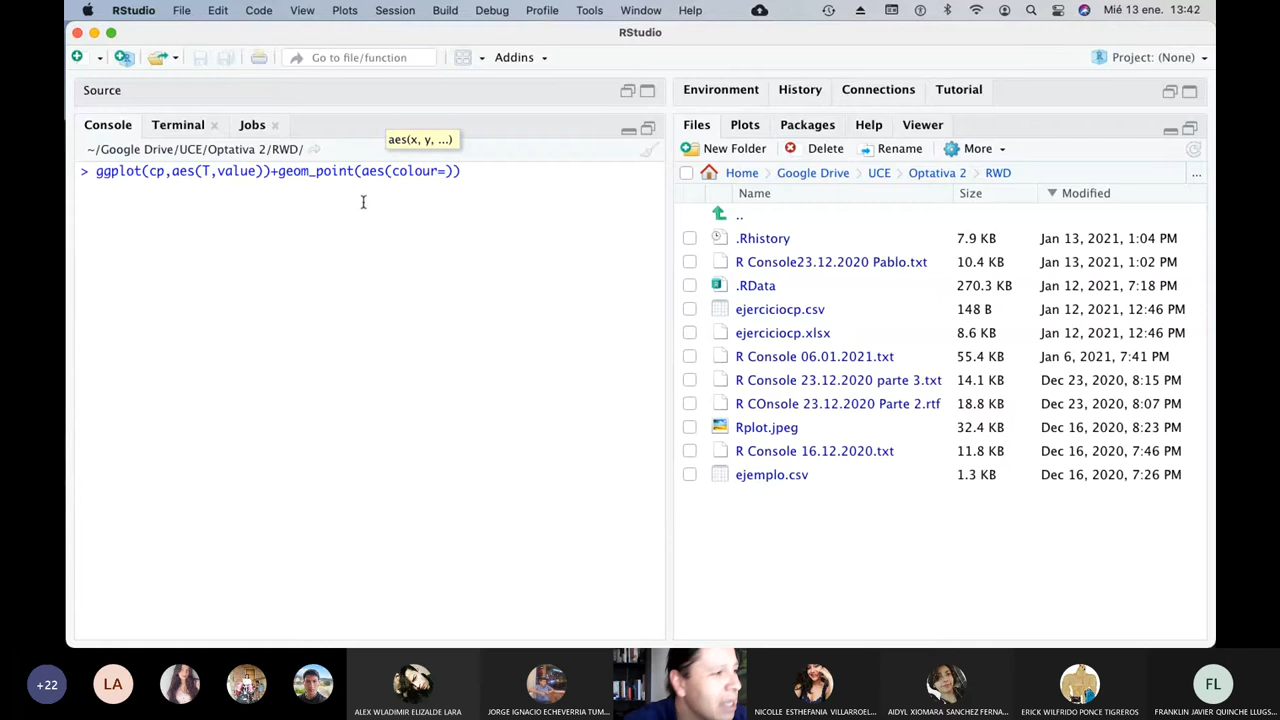 RStudio File Edit Code View Plots Session Build Debug Profile Tools Window Help Mié 13 ene. 13:42
RStudio
Go to file/function Addins Project: (None)
Source
Environment History Connections Tutorial
Console Terminal Jobs
aes(x, y, ...)
Files Plots Packages Help Viewer
~/Google Drive/UCE/Optativa 2/RWD/
New Folder Delete Rename More
> ggplot(cp,aes(T,value))+geom_point(aes(colour=))
Home Google Drive UCE Optativa 2 RWD ...
Name Size Modified
..
.Rhistory 7.9 KB Jan 13, 2021, 1:04 PM
R Console23.12.2020 Pablo.txt 10.4 KB Jan 13, 2021, 1:02 PM
.RData 270.3 KB Jan 12, 2021, 7:18 PM
ejerciciocp.csv 148 B Jan 12, 2021, 12:46 PM
ejerciciocp.xlsx 8.6 KB Jan 12, 2021, 12:46 PM
R Console 06.01.2021.txt 55.4 KB Jan 6, 2021, 7:41 PM
R Console 23.12.2020 parte 3.txt 14.1 KB Dec 23, 2020, 8:15 PM
R COnsole 23.12.2020 Parte 2.rtf 18.8 KB Dec 23, 2020, 8:07 PM
Rplot.jpeg 32.4 KB Dec 16, 2020, 8:23 PM
R Console 16.12.2020.txt 11.8 KB Dec 16, 2020, 7:46 PM
ejemplo.csv 1.3 KB Dec 16, 2020, 7:26 PM
+22 LA FL
ALEX WLADIMIR ELIZALDE LARA JORGE IGNACIO ECHEVERRIA TUM... NICOLLE ESTHEFANIA VILLARROEL... AIDYL XIOMARA SANCHEZ FERNA... ERICK WILFRIDO PONCE TIGREROS FRANKLIN JAVIER QUINCHE LLUGS...